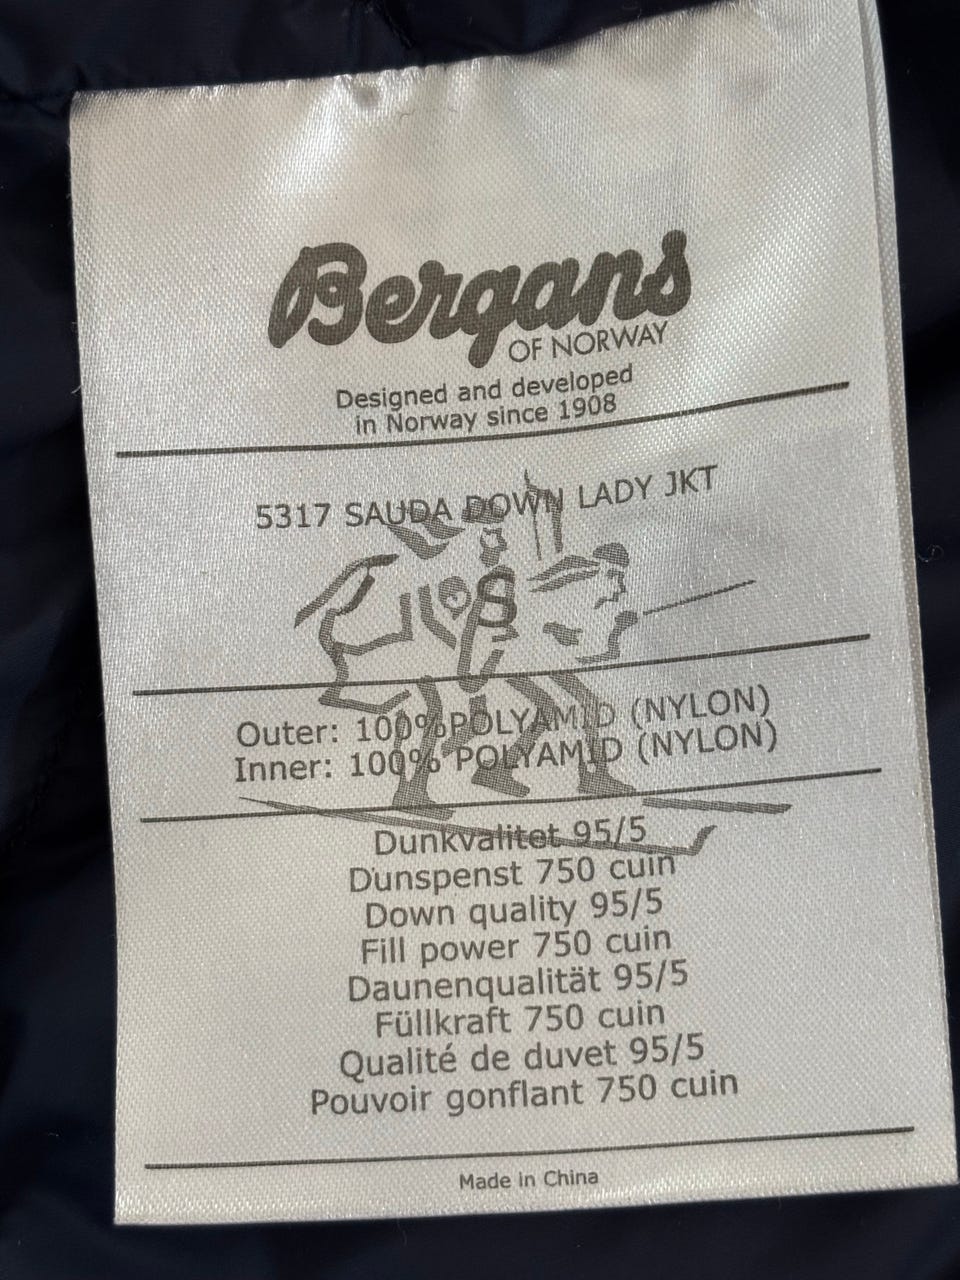 Bergans
OF NORWAY
Designed and developed
in Norway since 1908
5317 SAUDA DOWN LADY JKT
Outer: 100%POLYAMID (NYLON)
Inner: 100% POLYAMID (NYLON)
Dunkvalitet 95/5
Dunspenst 750 cuin
Down quality 95/5
Fill power 750 cuin
Daunenqualität 95/5
Füllkraft 750 cuin
Qualité de duvet 95/5
Pouvoir gonflant 750 cuin
Made in China